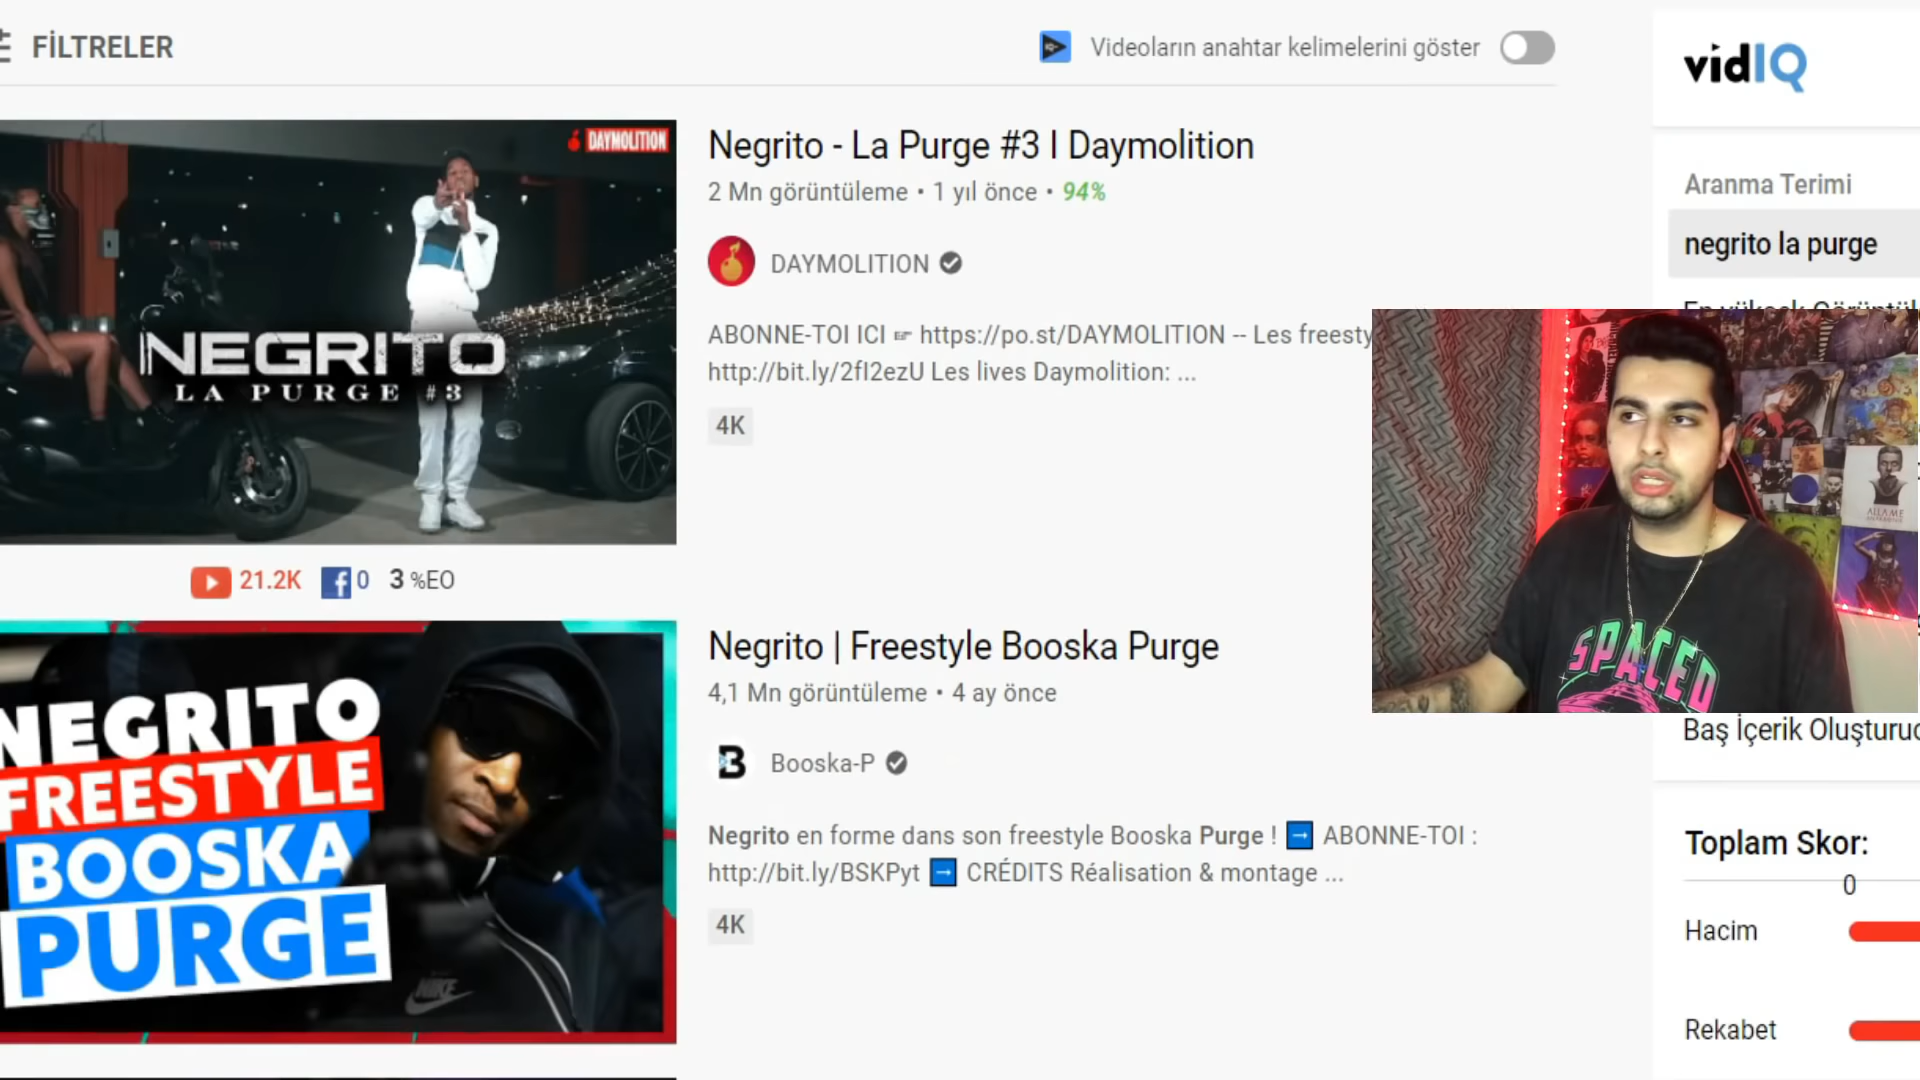 FİLTRELER
Videoların anahtar kelimelerini göster
vidIQ
DAYMOLITION
NEGRITO
LA PURGE #3
Negrito - La Purge #3 I Daymolition
2 Mn görüntüleme • 1 yıl önce • 94%
DAYMOLITION
ABONNE-TOI ICI ☞ https://po.st/DAYMOLITION -- Les freesty
http://bit.ly/2fI2ezU Les lives Daymolition: ...
4K
21.2K 0 3 %EO
NEGRITO
FREESTYLE
BOOSKA
PURGE
NIKE
Negrito | Freestyle Booska Purge
4,1 Mn görüntüleme • 4 ay önce
B
Booska-P
Negrito en forme dans son freestyle Booska Purge ! ➡ ABONNE-TOI :
http://bit.ly/BSKPyt ➡ CRÉDITS Réalisation & montage ...
4K
Aranma Terimi
negrito la purge
ALLAME
SPACED
Baş İçerik Oluşturuc
Toplam Skor:
0
Hacim
Rekabet